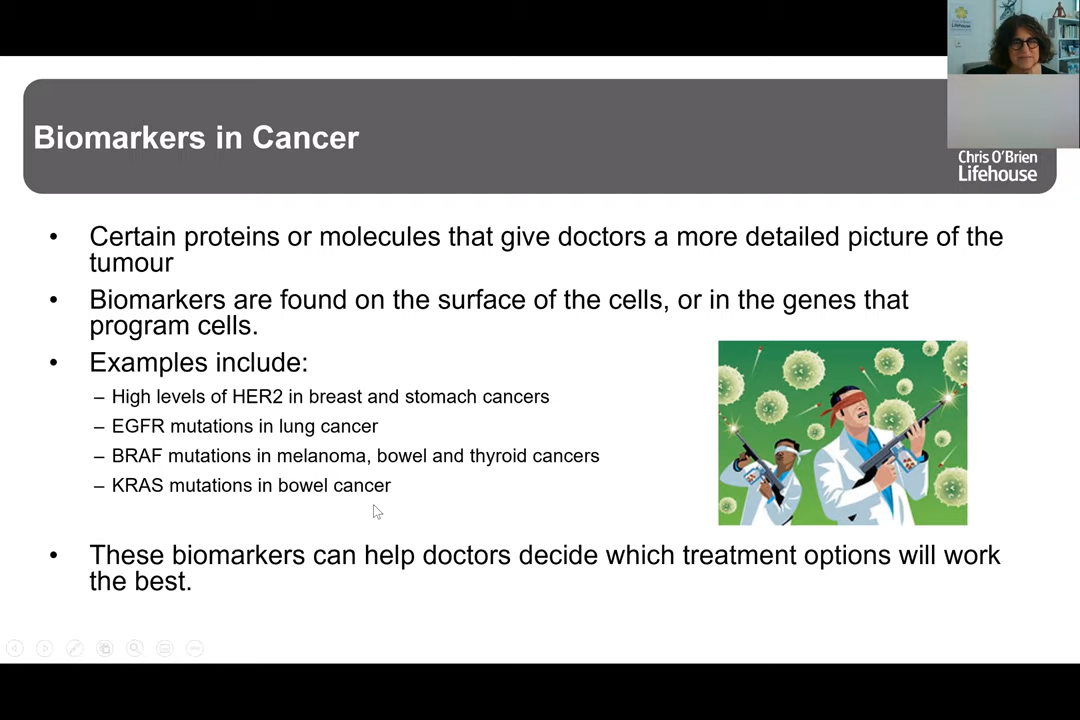 Biomarkers in Cancer
Chris O'Brien
Lifehouse
• Certain proteins or molecules that give doctors a more detailed picture of the
tumour
• Biomarkers are found on the surface of the cells, or in the genes that
program cells.
• Examples include:
– High levels of HER2 in breast and stomach cancers
– EGFR mutations in lung cancer
– BRAF mutations in melanoma, bowel and thyroid cancers
– KRAS mutations in bowel cancer
• These biomarkers can help doctors decide which treatment options will work
the best.